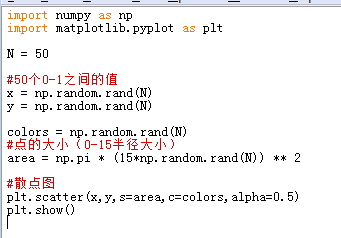 import numpy as np
import matplotlib.pyplot as plt
N = 50
#50个0-1之间的值
x = np.random.rand(N)
y = np.random.rand(N)
colors = np.random.rand(N)
#点的大小（0-15半径大小）
area = np.pi * (15*np.random.rand(N)) ** 2
#散点图
plt.scatter(x,y,s=area,c=colors,alpha=0.5)
plt.show()